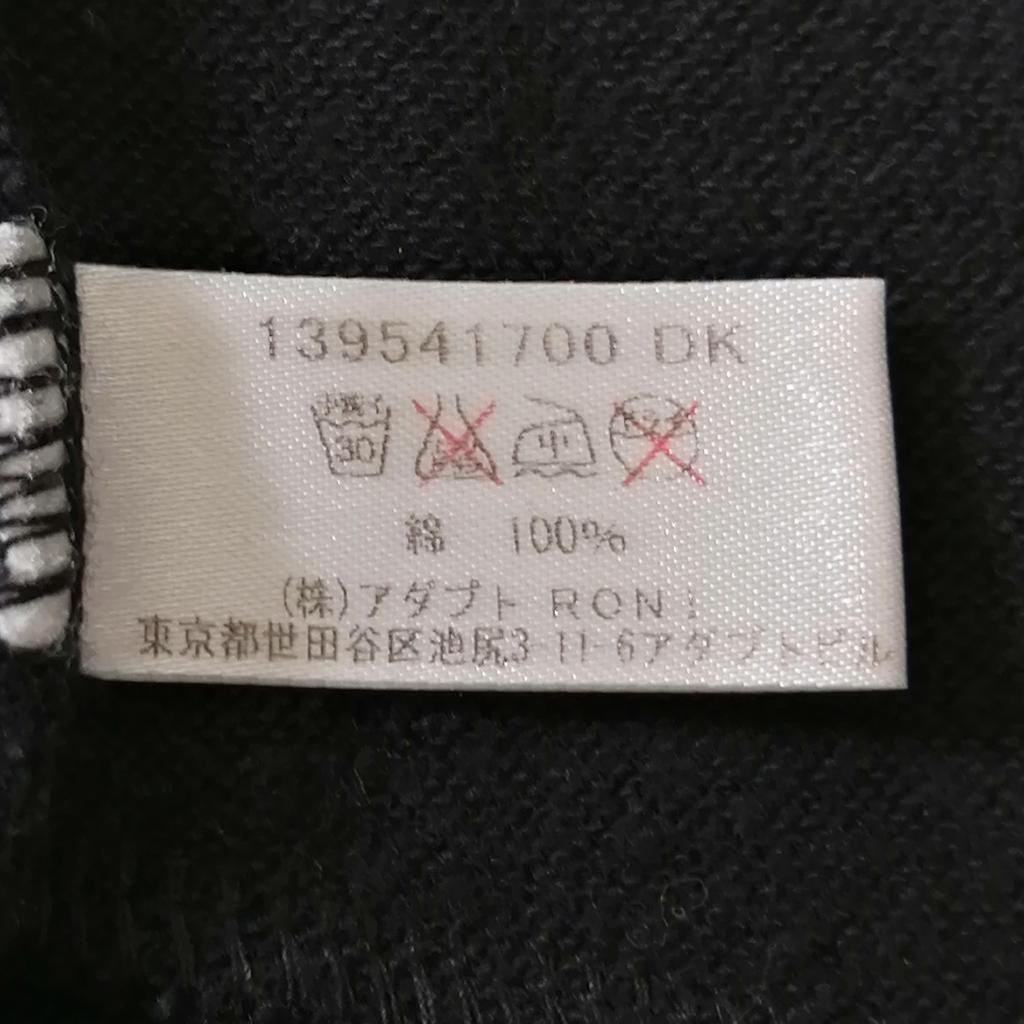 139541700 DK
30 中
綿 100%
(株)アダプト RONI
東京都世田谷区池尻3-11-6アダプトビル